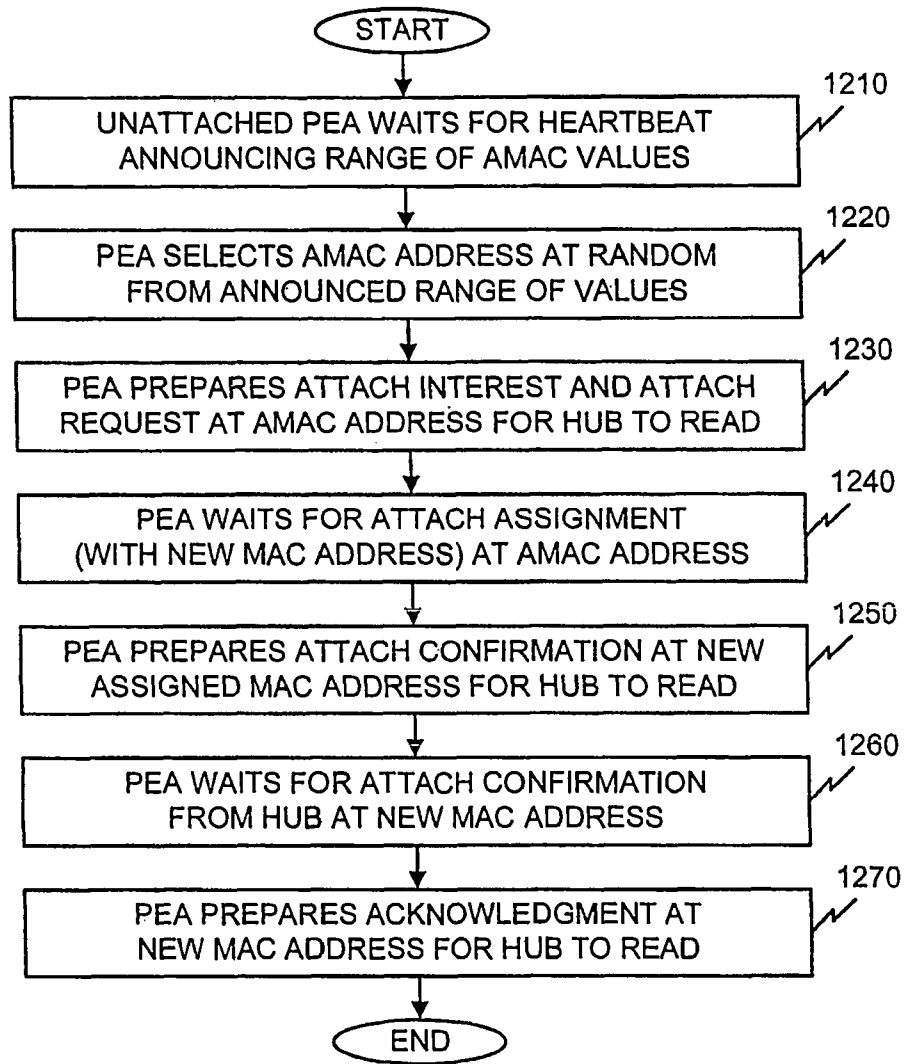 START
1210
UNATTACHED PEA WAITS FOR HEARTBEAT
ANNOUNCING RANGE OF AMAC VALUES
1220
PEA SELECTS AMAC ADDRESS AT RANDOM
FROM ANNOUNCED RANGE OF VALUES
1230
PEA PREPARES ATTACH INTEREST AND ATTACH
REQUEST AT AMAC ADDRESS FOR HUB TO READ
1240
PEA WAITS FOR ATTACH ASSIGNMENT
(WITH NEW MAC ADDRESS) AT AMAC ADDRESS
1250
PEA PREPARES ATTACH CONFIRMATION AT NEW
ASSIGNED MAC ADDRESS FOR HUB TO READ
1260
PEA WAITS FOR ATTACH CONFIRMATION
FROM HUB AT NEW MAC ADDRESS
1270
PEA PREPARES ACKNOWLEDGMENT AT
NEW MAC ADDRESS FOR HUB TO READ
END